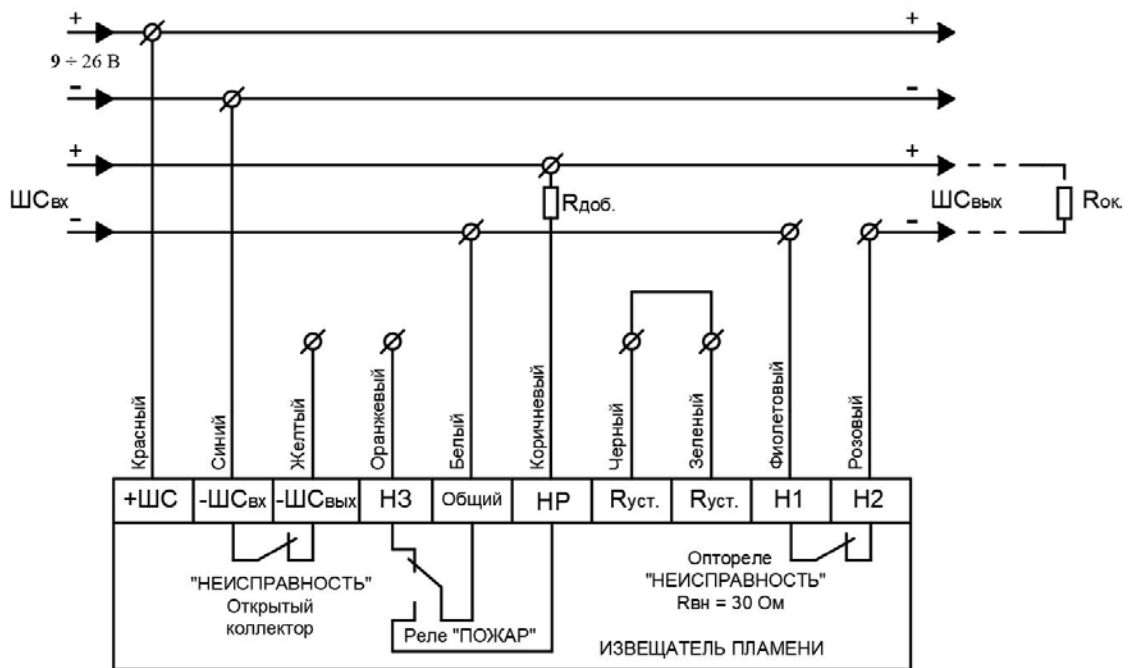 + +
9 ÷ 26 В
- -
+ +
ШСвх Rдоб. ШСвых Rок.
- -
Красный
Синий
Желтый
Оранжевый
Белый
Коричневый
Черный
Зеленый
Фиолетовый
Розовый
+ШС -ШСвх -ШСвых НЗ Общий НР Rуст. Rуст. Н1 Н2
"НЕИСПРАВНОСТЬ"
Открытый
коллектор
Реле "ПОЖАР"
Оптореле
"НЕИСПРАВНОСТЬ"
Rвн = 30 Ом
ИЗВЕЩАТЕЛЬ ПЛАМЕНИ